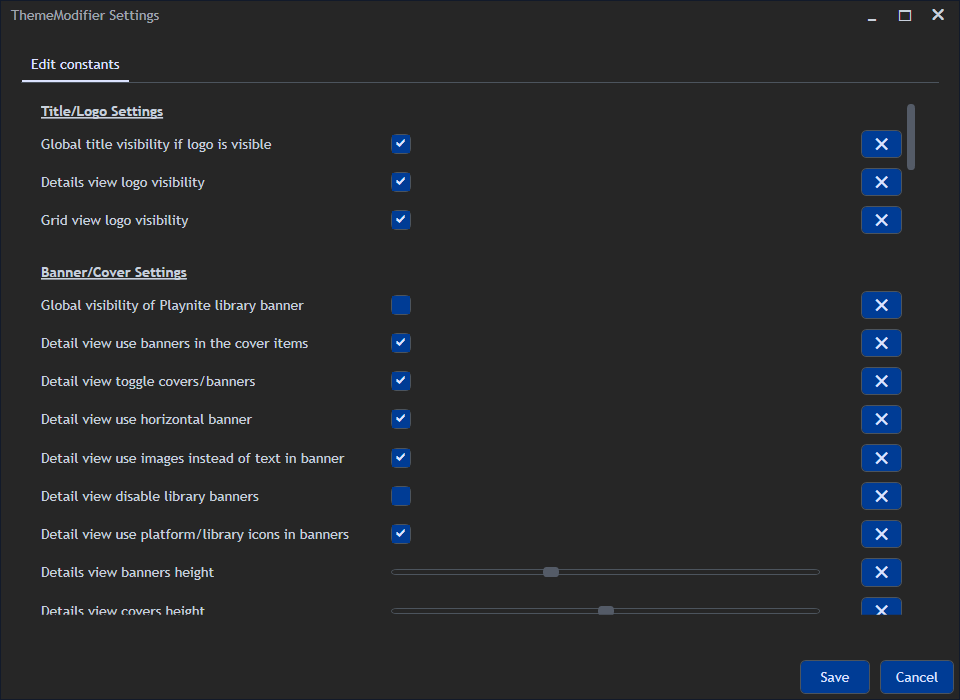 ThemeModifier Settings
Edit constants
Title/Logo Settings
Global title visibility if logo is visible
Details view logo visibility
Grid view logo visibility
Banner/Cover Settings
Global visibility of Playnite library banner
Detail view use banners in the cover items
Detail view toggle covers/banners
Detail view use horizontal banner
Detail view use images instead of text in banner
Detail view disable library banners
Detail view use platform/library icons in banners
Details view banners height
Details view covers height
Save Cancel